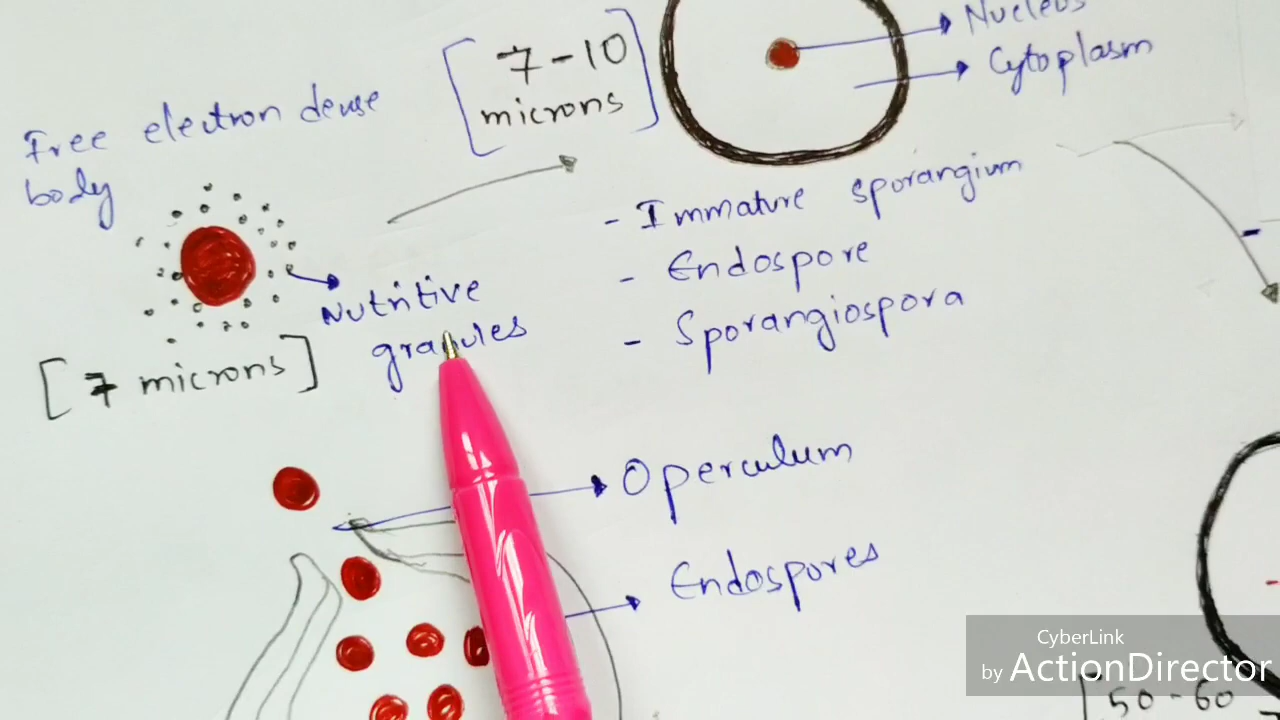 Nucleus
Cytoplasm
[7-10
microns]
Free electron dense
body
Nutritive
granules
[7 microns]
- Immature sporangium
- Endospore
- Sporangiospora
Operculum
Endospores
[50-60
CyberLink
by ActionDirector